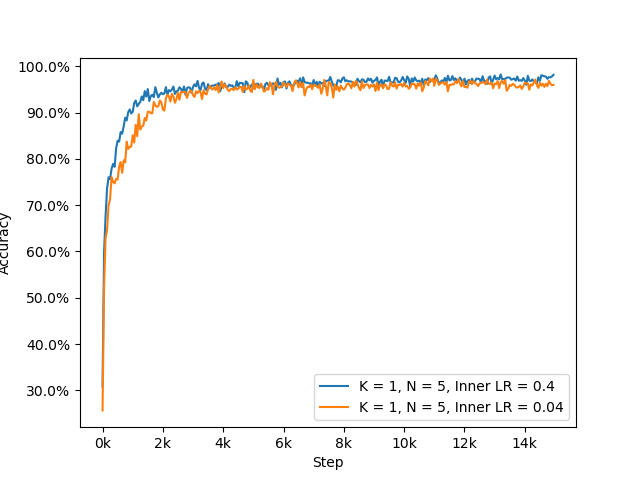 100.0%
90.0%
80.0%
70.0%
60.0%
50.0%
40.0%
30.0%
Accuracy
0k 2k 4k 6k 8k 10k 12k 14k
Step
K = 1, N = 5, Inner LR = 0.4
K = 1, N = 5, Inner LR = 0.04